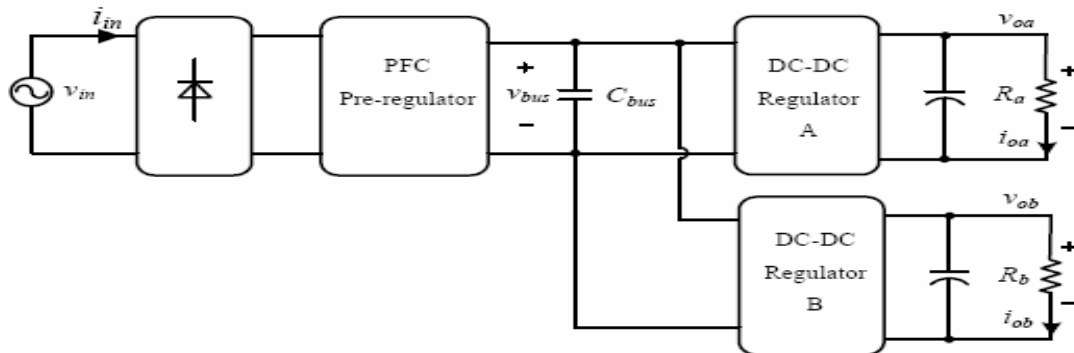 i_in
v_in
PFC
Pre-regulator
+
v_bus
−
C_bus
DC-DC
Regulator
A
v_oa
+
R_a
−
i_oa
DC-DC
Regulator
B
v_ob
+
R_b
−
i_ob